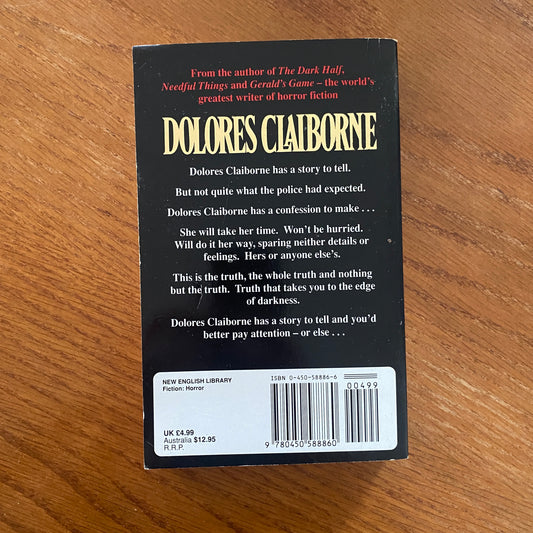 From the author of The Dark Half,
Needful Things and Gerald's Game – the world's
greatest writer of horror fiction
DOLORES CLAIBORNE
Dolores Claiborne has a story to tell.
But not quite what the police had expected.
Dolores Claiborne has a confession to make . . .
She will take her time. Won't be hurried.
Will do it her way, sparing neither details or
feelings. Hers or anyone else's.
This is the truth, the whole truth and nothing
but the truth. Truth that takes you to the edge
of darkness.
Dolores Claiborne has a story to tell and you'd
better pay attention – or else . . .
NEW ENGLISH LIBRARY
Fiction: Horror
UK £4.99
Australia $12.95
R.R.P.
ISBN 0-450-58886-6
00499
9 780450 588860